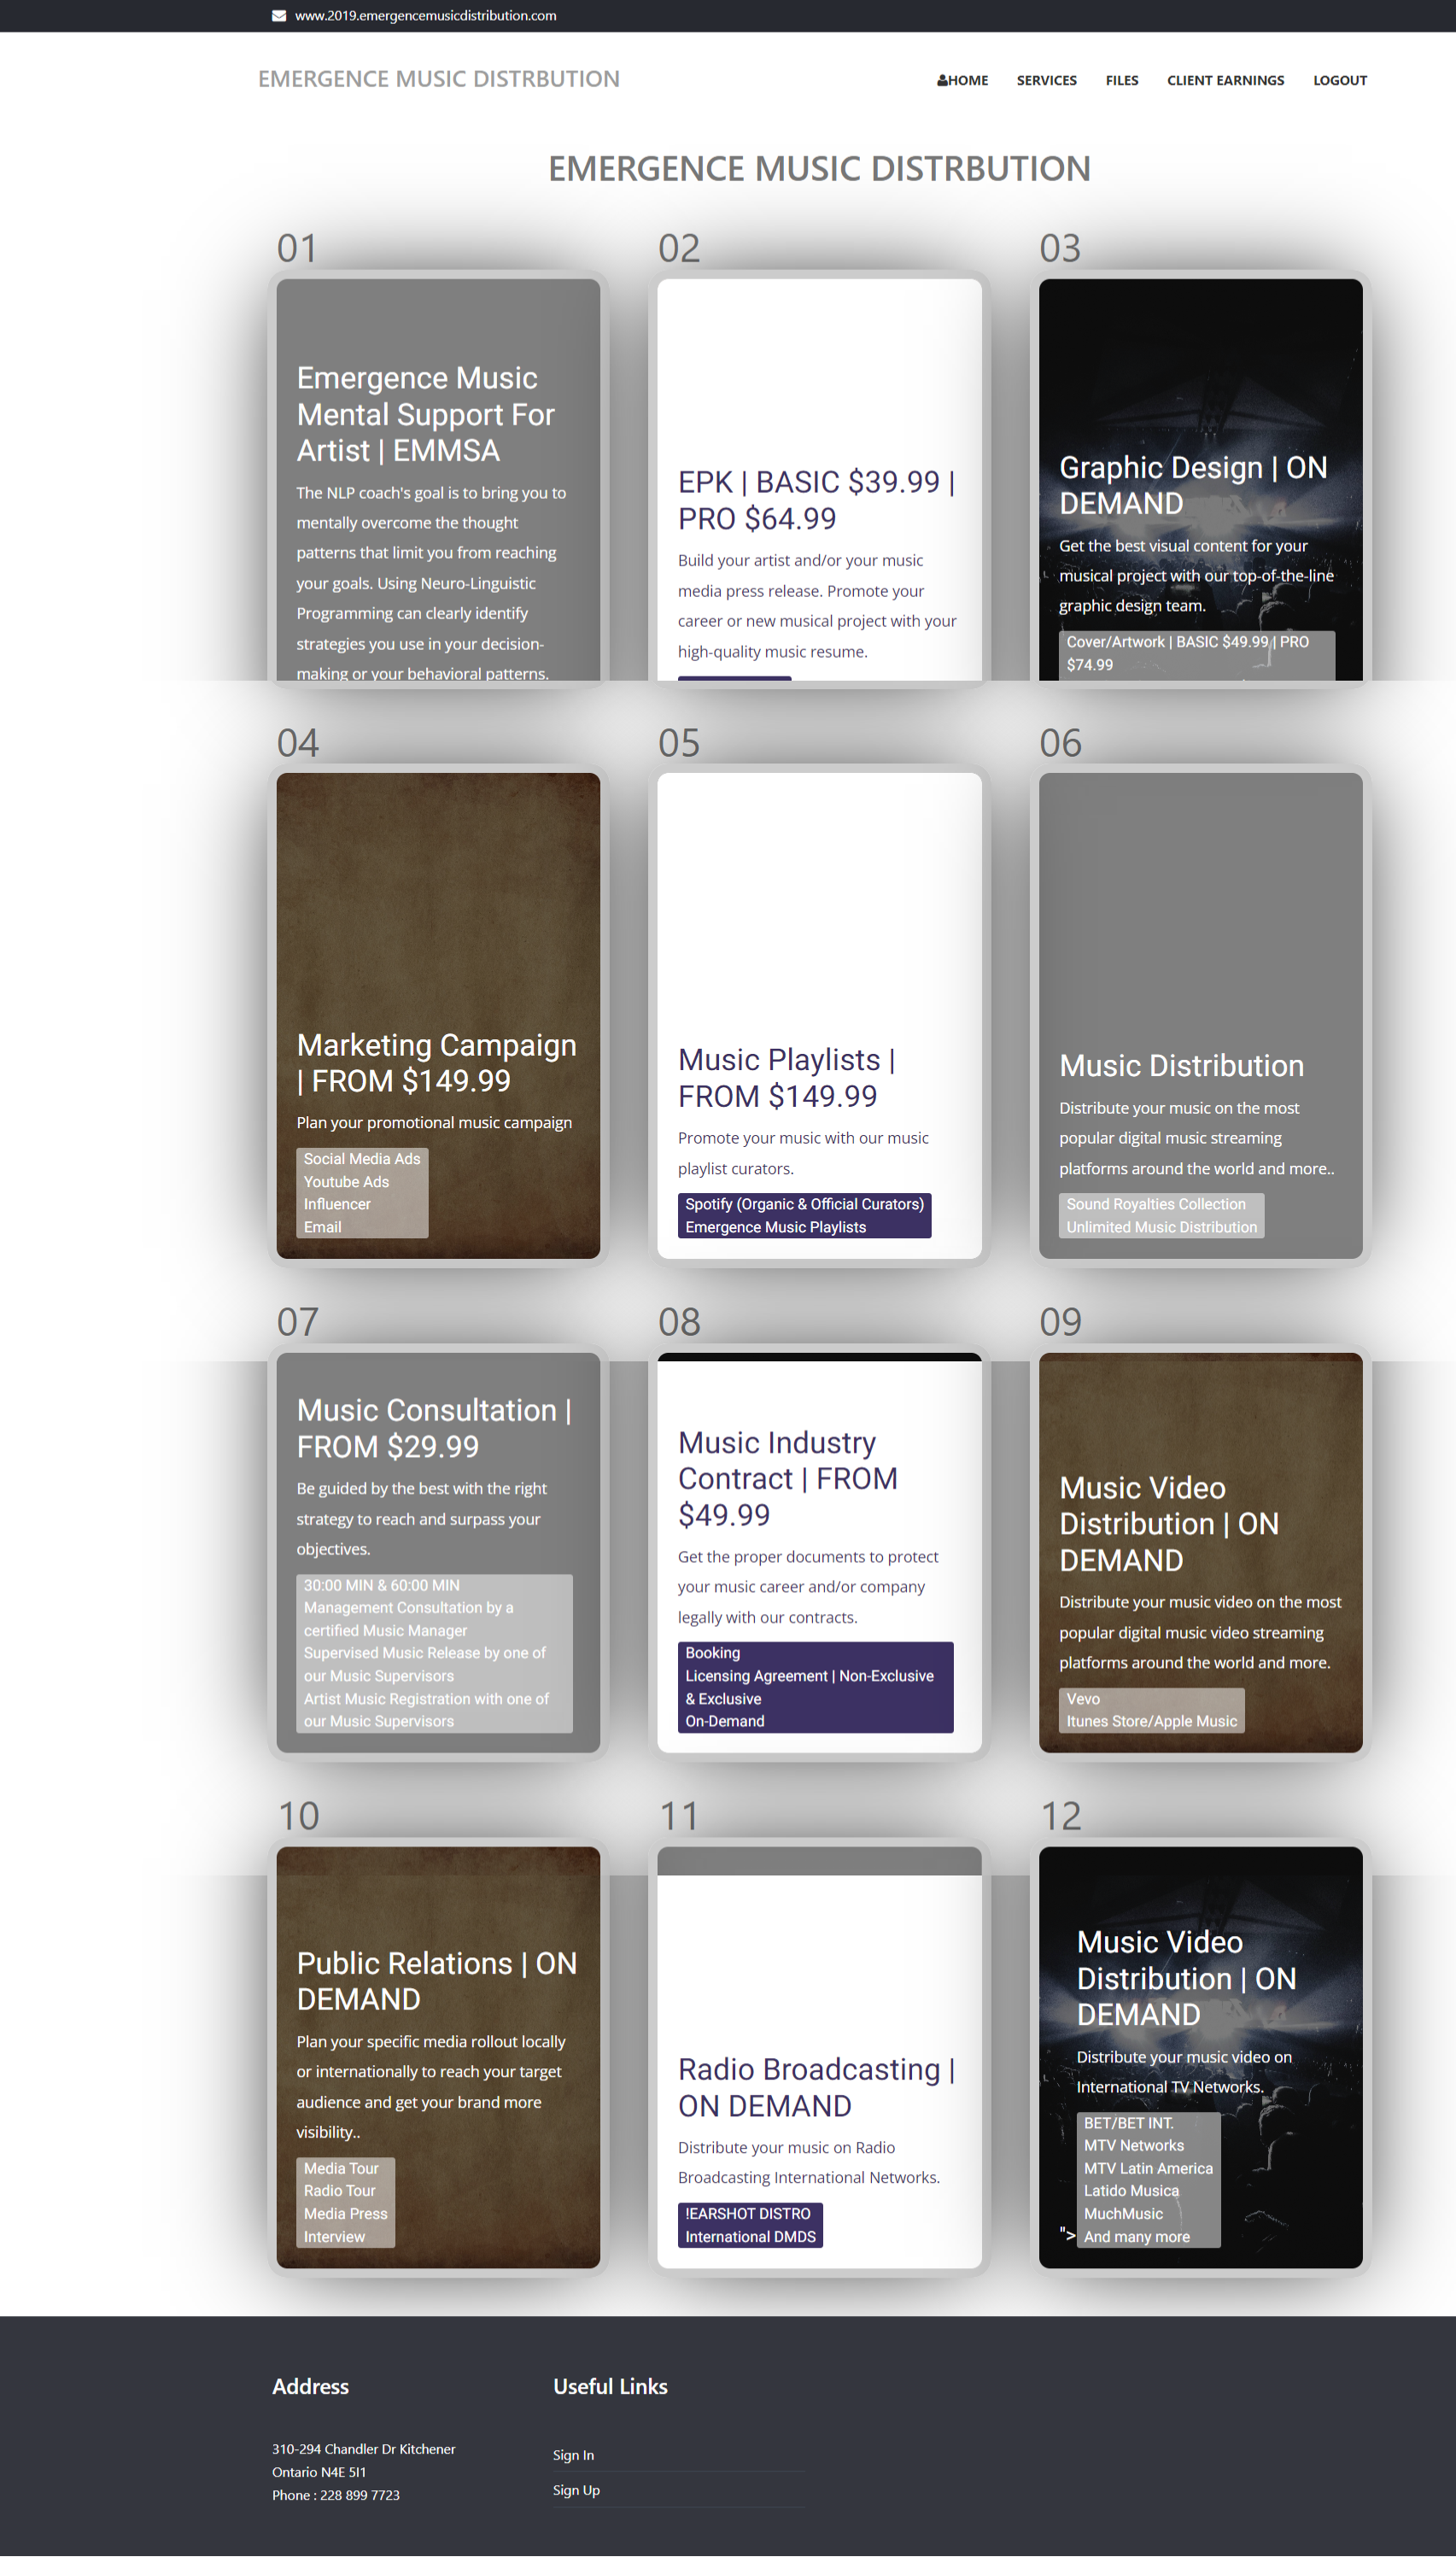 www.2019.emergencemusicdistribution.com
EMERGENCE MUSIC DISTRBUTION
HOME SERVICES FILES CLIENT EARNINGS LOGOUT
EMERGENCE MUSIC DISTRBUTION
01
Emergence Music
Mental Support For
Artist | EMMSA
The NLP coach's goal is to bring you to
mentally overcome the thought
patterns that limit you from reaching
your goals. Using Neuro-Linguistic
Programming can clearly identify
strategies you use in your decision-
making or your behavioral patterns.
02
EPK | BASIC $39.99 |
PRO $64.99
Build your artist and/or your music
media press release. Promote your
career or new musical project with your
high-quality music resume.
03
Graphic Design | ON
DEMAND
Get the best visual content for your
musical project with our top-of-the-line
graphic design team.
Cover/Artwork | BASIC $49.99 | PRO
$74.99
04
Marketing Campaign
| FROM $149.99
Plan your promotional music campaign
Social Media Ads
Youtube Ads
Influencer
Email
05
Music Playlists |
FROM $149.99
Promote your music with our music
playlist curators.
Spotify (Organic & Official Curators)
Emergence Music Playlists
06
Music Distribution
Distribute your music on the most
popular digital music streaming
platforms around the world and more..
Sound Royalties Collection
Unlimited Music Distribution
07
Music Consultation |
FROM $29.99
Be guided by the best with the right
strategy to reach and surpass your
objectives.
30:00 MIN & 60:00 MIN
Management Consultation by a
certified Music Manager
Supervised Music Release by one of
our Music Supervisors
Artist Music Registration with one of
our Music Supervisors
08
Music Industry
Contract | FROM
$49.99
Get the proper documents to protect
your music career and/or company
legally with our contracts.
Booking
Licensing Agreement | Non-Exclusive
& Exclusive
On-Demand
09
Music Video
Distribution | ON
DEMAND
Distribute your music video on the most
popular digital music video streaming
platforms around the world and more.
Vevo
Itunes Store/Apple Music
10
Public Relations | ON
DEMAND
Plan your specific media rollout locally
or internationally to reach your target
audience and get your brand more
visibility..
Media Tour
Radio Tour
Media Press
Interview
11
Radio Broadcasting |
ON DEMAND
Distribute your music on Radio
Broadcasting International Networks.
!EARSHOT DISTRO
International DMDS
12
Music Video
Distribution | ON
DEMAND
Distribute your music video on
International TV Networks.
BET/BET INT.
MTV Networks
MTV Latin America
Latido Musica
MuchMusic
"> And many more
Address
310-294 Chandler Dr Kitchener
Ontario N4E 5I1
Phone : 228 899 7723
Useful Links
Sign In
Sign Up